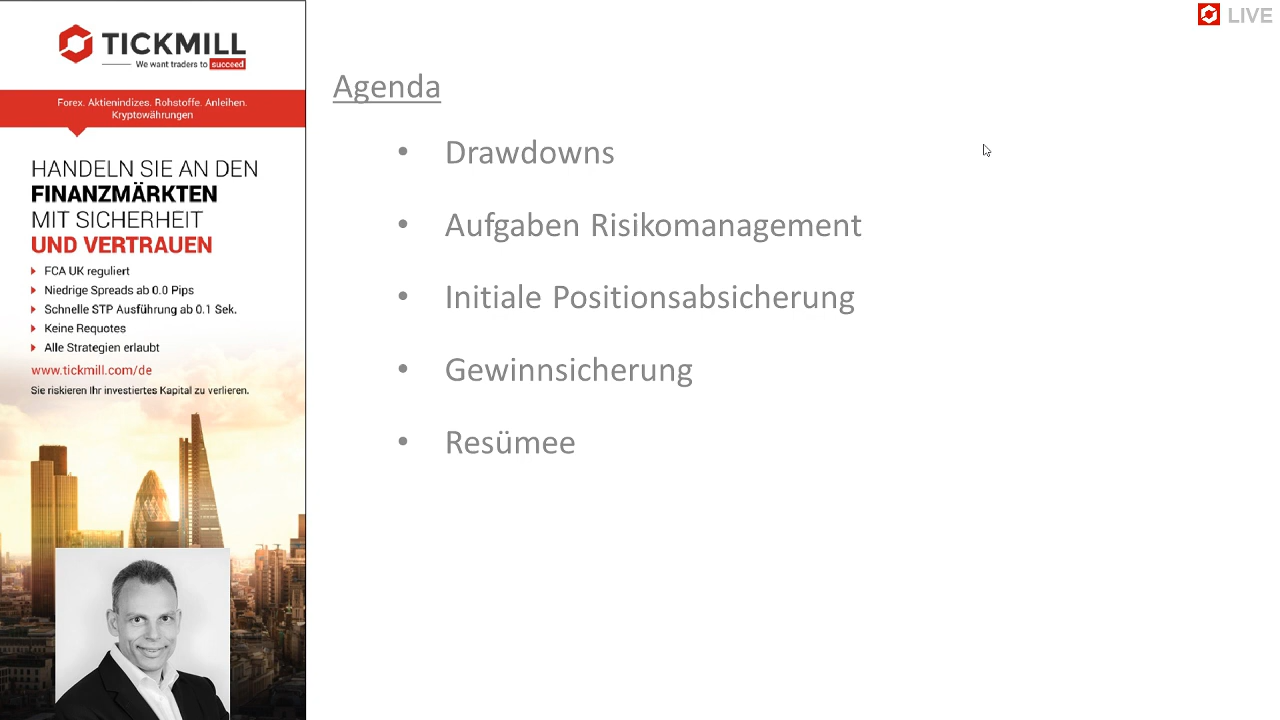 TICKMILL
We want traders to succeed
Forex. Aktienindizes. Rohstoffe. Anleihen.
Kryptowährungen
HANDELN SIE AN DEN
FINANZMÄRKTEN
MIT SICHERHEIT
UND VERTRAUEN
FCA UK reguliert
Niedrige Spreads ab 0.0 Pips
Schnelle STP Ausführung ab 0.1 Sek.
Keine Requotes
Alle Strategien erlaubt
www.tickmill.com/de
Sie riskieren Ihr investiertes Kapital zu verlieren.
LIVE
Agenda
• Drawdowns
• Aufgaben Risikomanagement
• Initiale Positionsabsicherung
• Gewinnsicherung
• Resümee